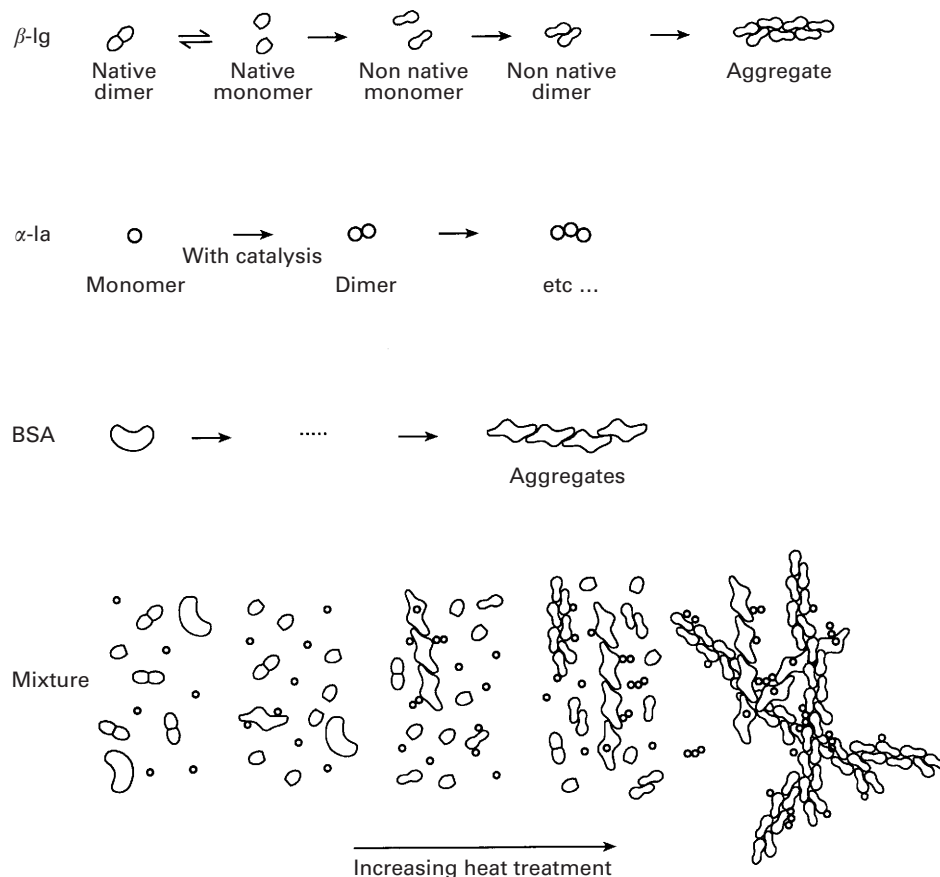 β-lg
Native dimer
Native monomer
Non native monomer
Non native dimer
Aggregate
α-la
With catalysis
Monomer
Dimer
etc ...
BSA
.....
Aggregates
Mixture
Increasing heat treatment